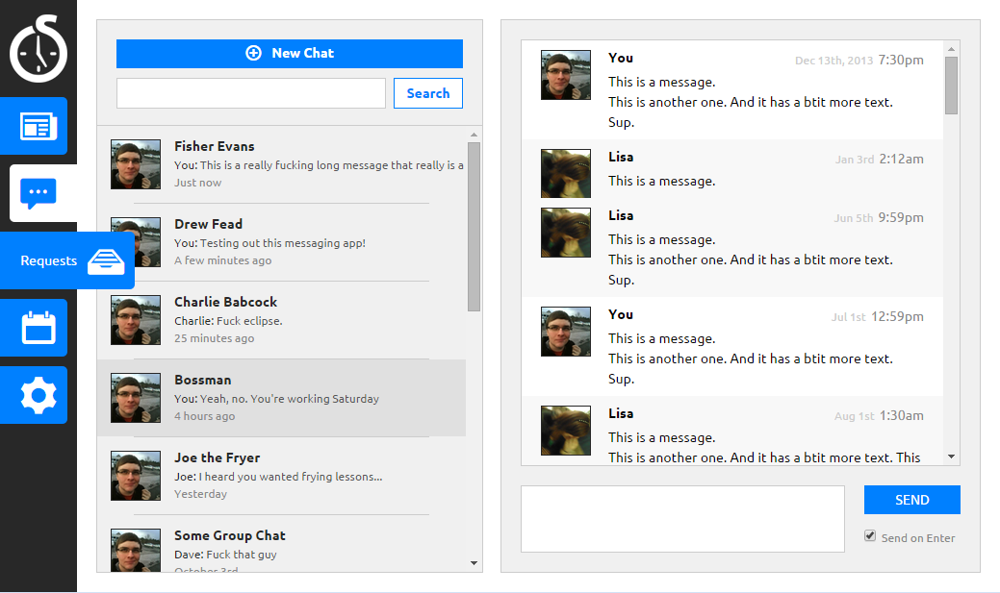 New Chat
Search
Fisher Evans
You: This is a really fucking long message that really is a
Just now
Drew Fead
You: Testing out this messaging app!
A few minutes ago
Requests
Charlie Babcock
Charlie: Fuck eclipse.
25 minutes ago
Bossman
You: Yeah, no. You're working Saturday
4 hours ago
Joe the Fryer
Joe: I heard you wanted frying lessons...
Yesterday
Some Group Chat
Dave: Fuck that guy
October 3rd
You Dec 13th, 2013 7:30pm
This is a message.
This is another one. And it has a btit more text.
Sup.
Lisa Jan 3rd 2:12am
This is a message.
Lisa Jun 5th 9:59pm
This is a message.
This is another one. And it has a btit more text.
Sup.
You Jul 1st 12:59pm
This is a message.
This is another one. And it has a btit more text.
Sup.
Lisa Aug 1st 1:30am
This is a message.
This is another one. And it has a btit more text. This
SEND
Send on Enter